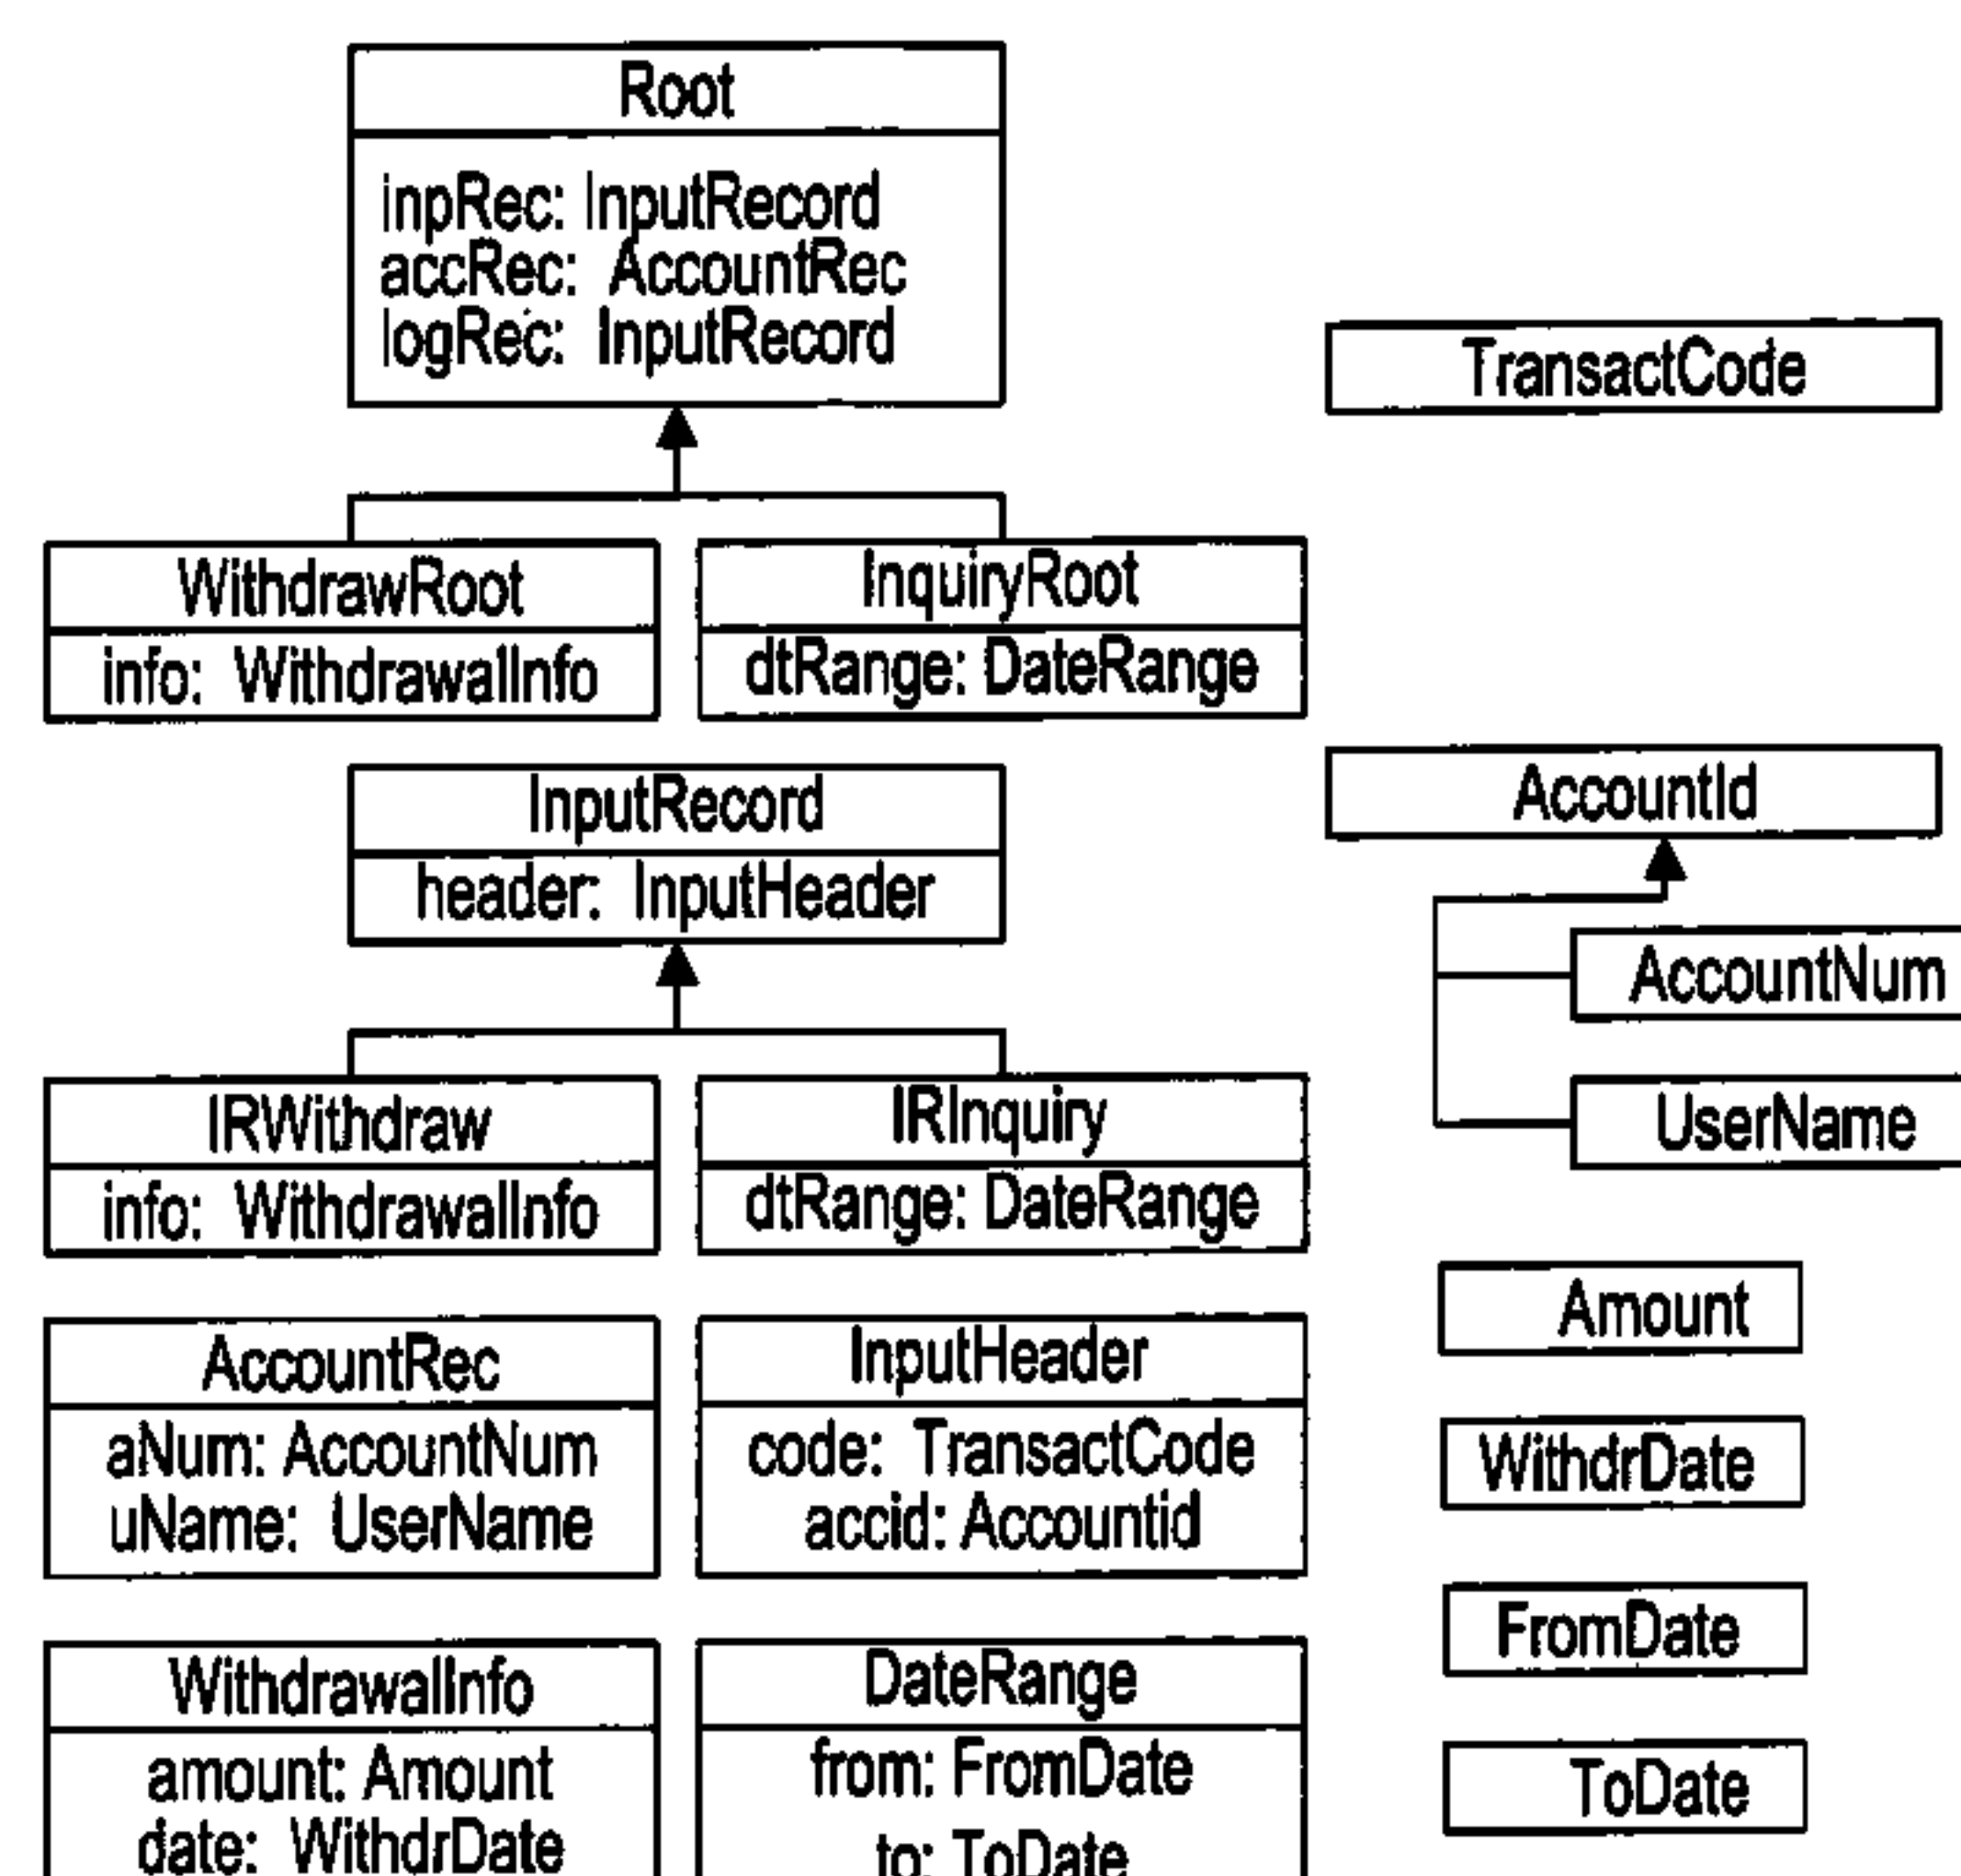 Root
inpRec: InputRecord
accRec: AccountRec
logRec: InputRecord
TransactCode
WithdrawRoot
info: WithdrawalInfo
InquiryRoot
dtRange: DateRange
InputRecord
header: InputHeader
AccountId
AccountNum
UserName
IRWithdraw
info: WithdrawalInfo
IRInquiry
dtRange: DateRange
Amount
WithdrDate
FromDate
ToDate
AccountRec
aNum: AccountNum
uName: UserName
InputHeader
code: TransactCode
accid: Accountid
WithdrawalInfo
amount: Amount
date: WithdrDate
DateRange
from: FromDate
to: ToDate